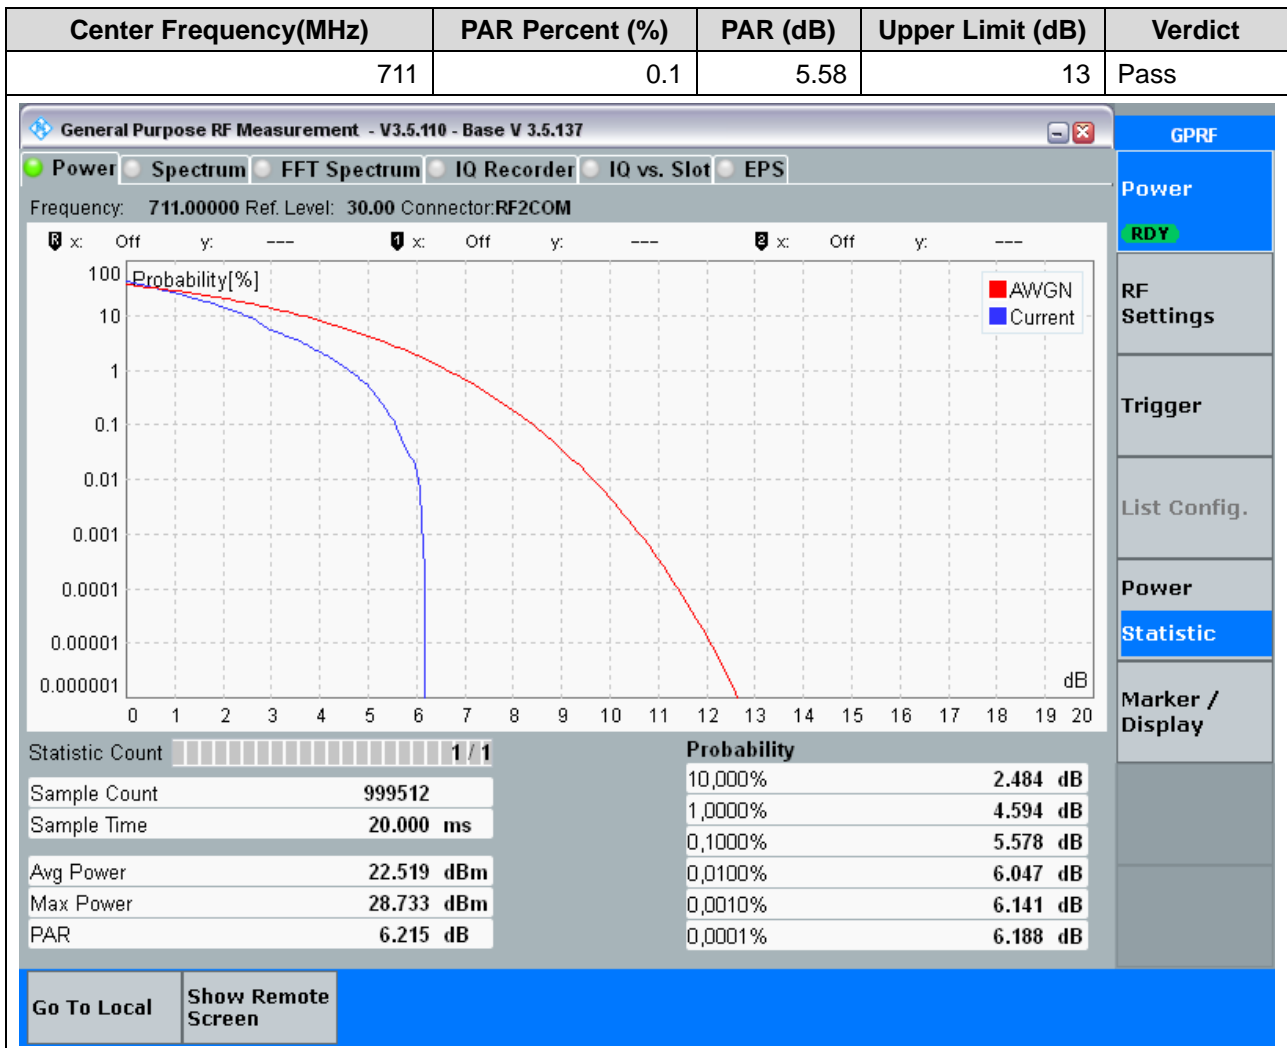 Center Frequency(MHz) PAR Percent (%) PAR (dB) Upper Limit (dB) Verdict
711 0.1 5.58 13 Pass
General Purpose RF Measurement - V3.5.110 - Base V 3.5.137
GPRF
Power Spectrum FFT Spectrum IQ Recorder IQ vs. Slot EPS
Frequency: 711.00000 Ref. Level: 30.00 Connector:RF2COM
R x: Off y: --- 1 x: Off y: --- 2 x: Off y: ---
Probability[%]
AWGN
Current
100
10
1
0.1
0.01
0.001
0.0001
0.00001
0.000001
dB
0 1 2 3 4 5 6 7 8 9 10 11 12 13 14 15 16 17 18 19 20
Statistic Count 1 / 1
Sample Count 999512
Sample Time 20.000 ms
Avg Power 22.519 dBm
Max Power 28.733 dBm
PAR 6.215 dB
Probability
10,000% 2.484 dB
1,0000% 4.594 dB
0,1000% 5.578 dB
0,0100% 6.047 dB
0,0010% 6.141 dB
0,0001% 6.188 dB
Power
RDY
RF
Settings
Trigger
List Config.
Power
Statistic
Marker /
Display
Go To Local
Show Remote
Screen